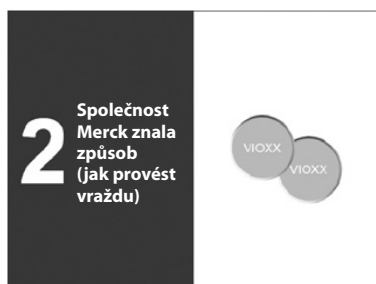 2
Společnost
Merck znala
způsob
(jak provést
vraždu)
VIOXX
VIOXX